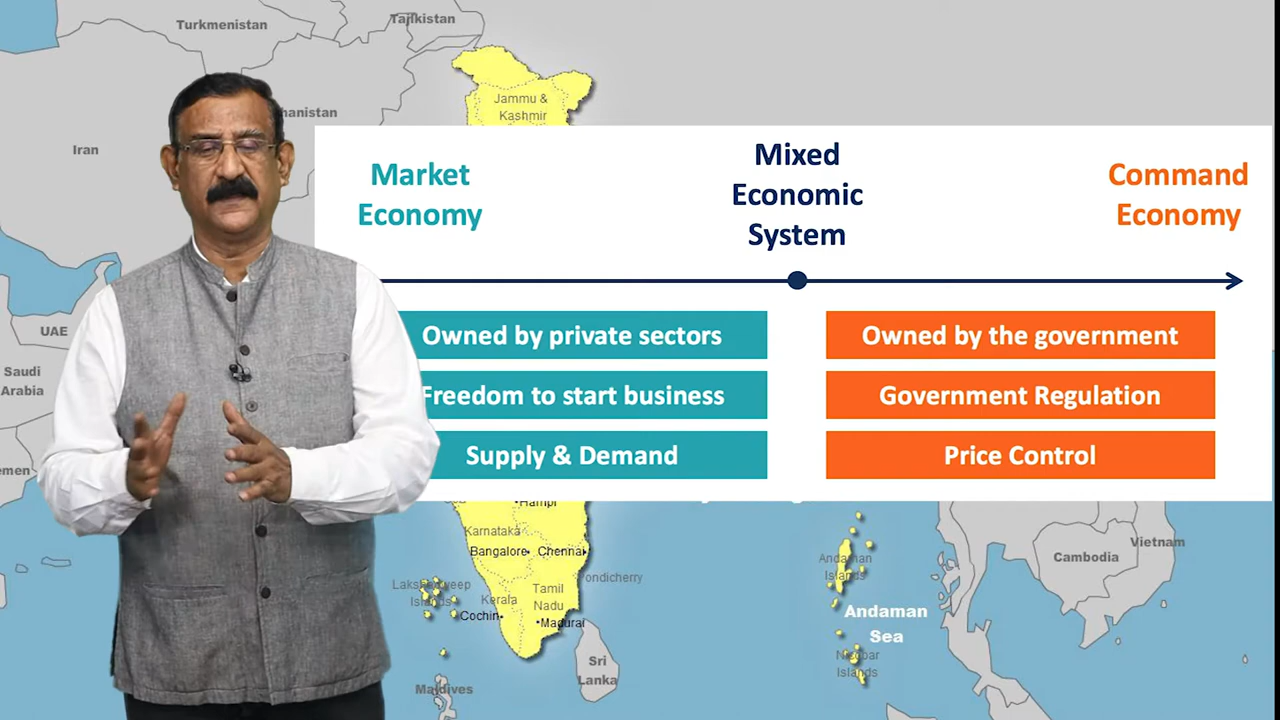 Turkmenistan
Tajikistan
hanistan
Iran
Jammu &
Kashmir
Market
Economy
Mixed
Economic
System
Command
Economy
UAE
Saudi
Arabia
emen
Owned by private sectors
Freedom to start business
Supply & Demand
Owned by the government
Government Regulation
Price Control
Hampi
Karnataka
Bangalore
Chennai
Pondicherry
Lakshadweep
Islands
Kerala
Tamil
Nadu
Cochin
Madurai
Sri
Lanka
Maldives
Andaman
Islands
Andaman
Sea
Nicobar
Islands
Cambodia
Vietnam